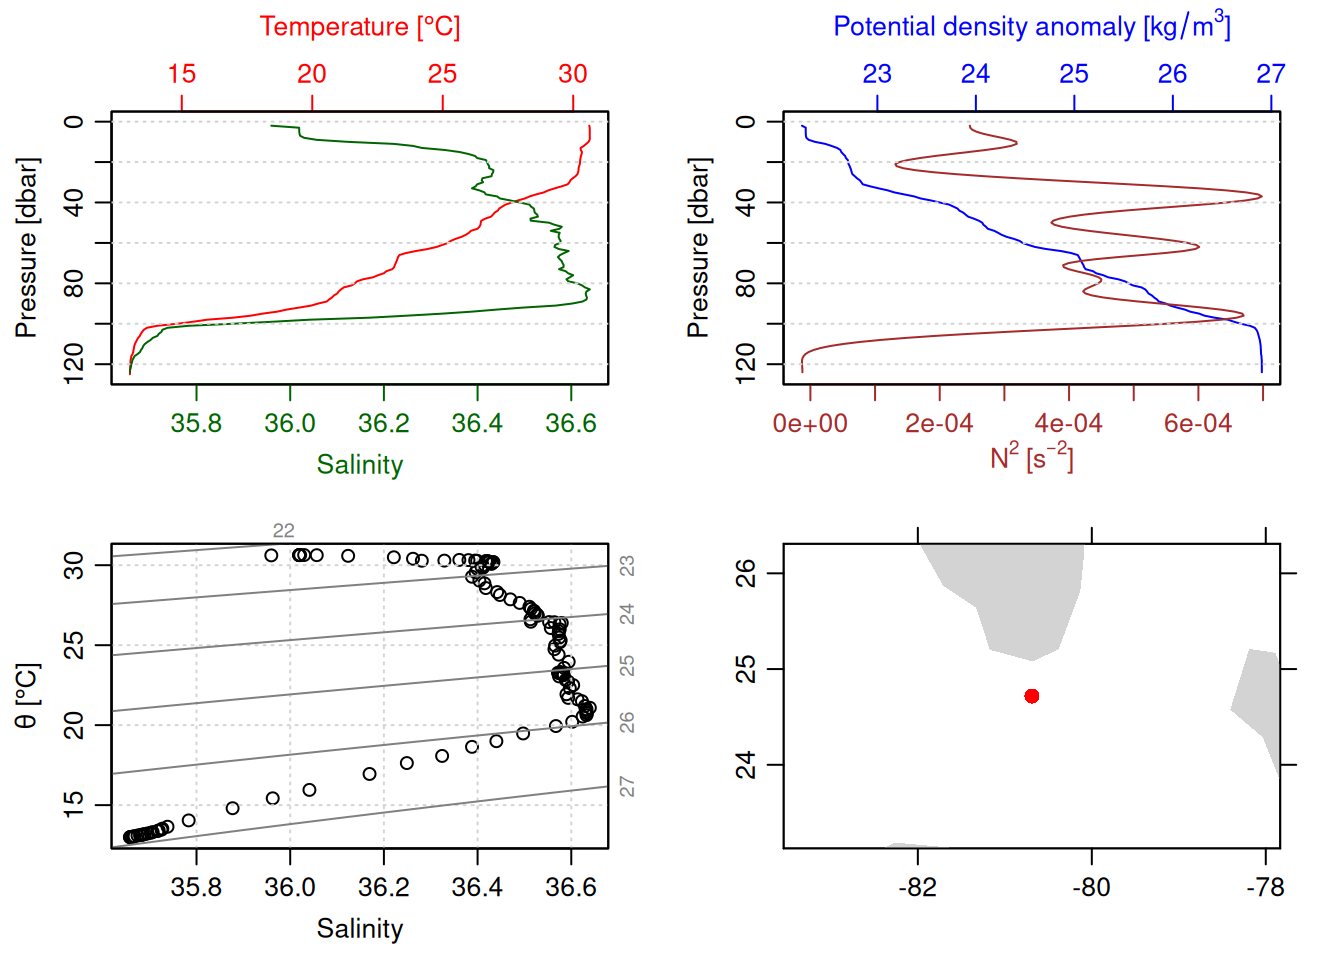 Temperature [°C]
15 20 25 30
Pressure [dbar]
0 40 80 120
35.8 36.0 36.2 36.4 36.6
Salinity
Potential density anomaly [kg/m³]
23 24 25 26 27
Pressure [dbar]
0 40 80 120
0e+00 2e-04 4e-04 6e-04
N² [s⁻²]
22
θ [°C]
15 20 25 30
23 24 25 26 27
35.8 36.0 36.2 36.4 36.6
Salinity
26
25
24
-82 -80 -78